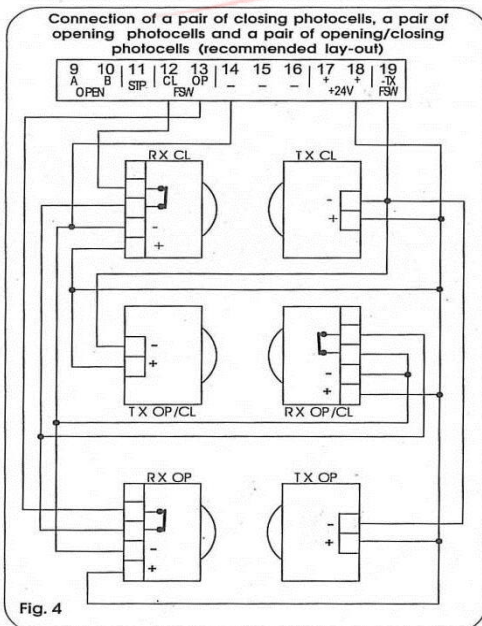 Connection of a pair of closing photocells, a pair of
opening photocells and a pair of opening/closing
photocells (recommended lay-out)
9 10 11 12 13 14 15 16 17 18 19
A B STP CL OP - - - + + -TX
OPEN FSW +24V FSW
RX CL TX CL
- -
+ +
- -
+ +
TX OP/CL RX OP/CL
RX OP TX OP
- -
+ +
Fig. 4